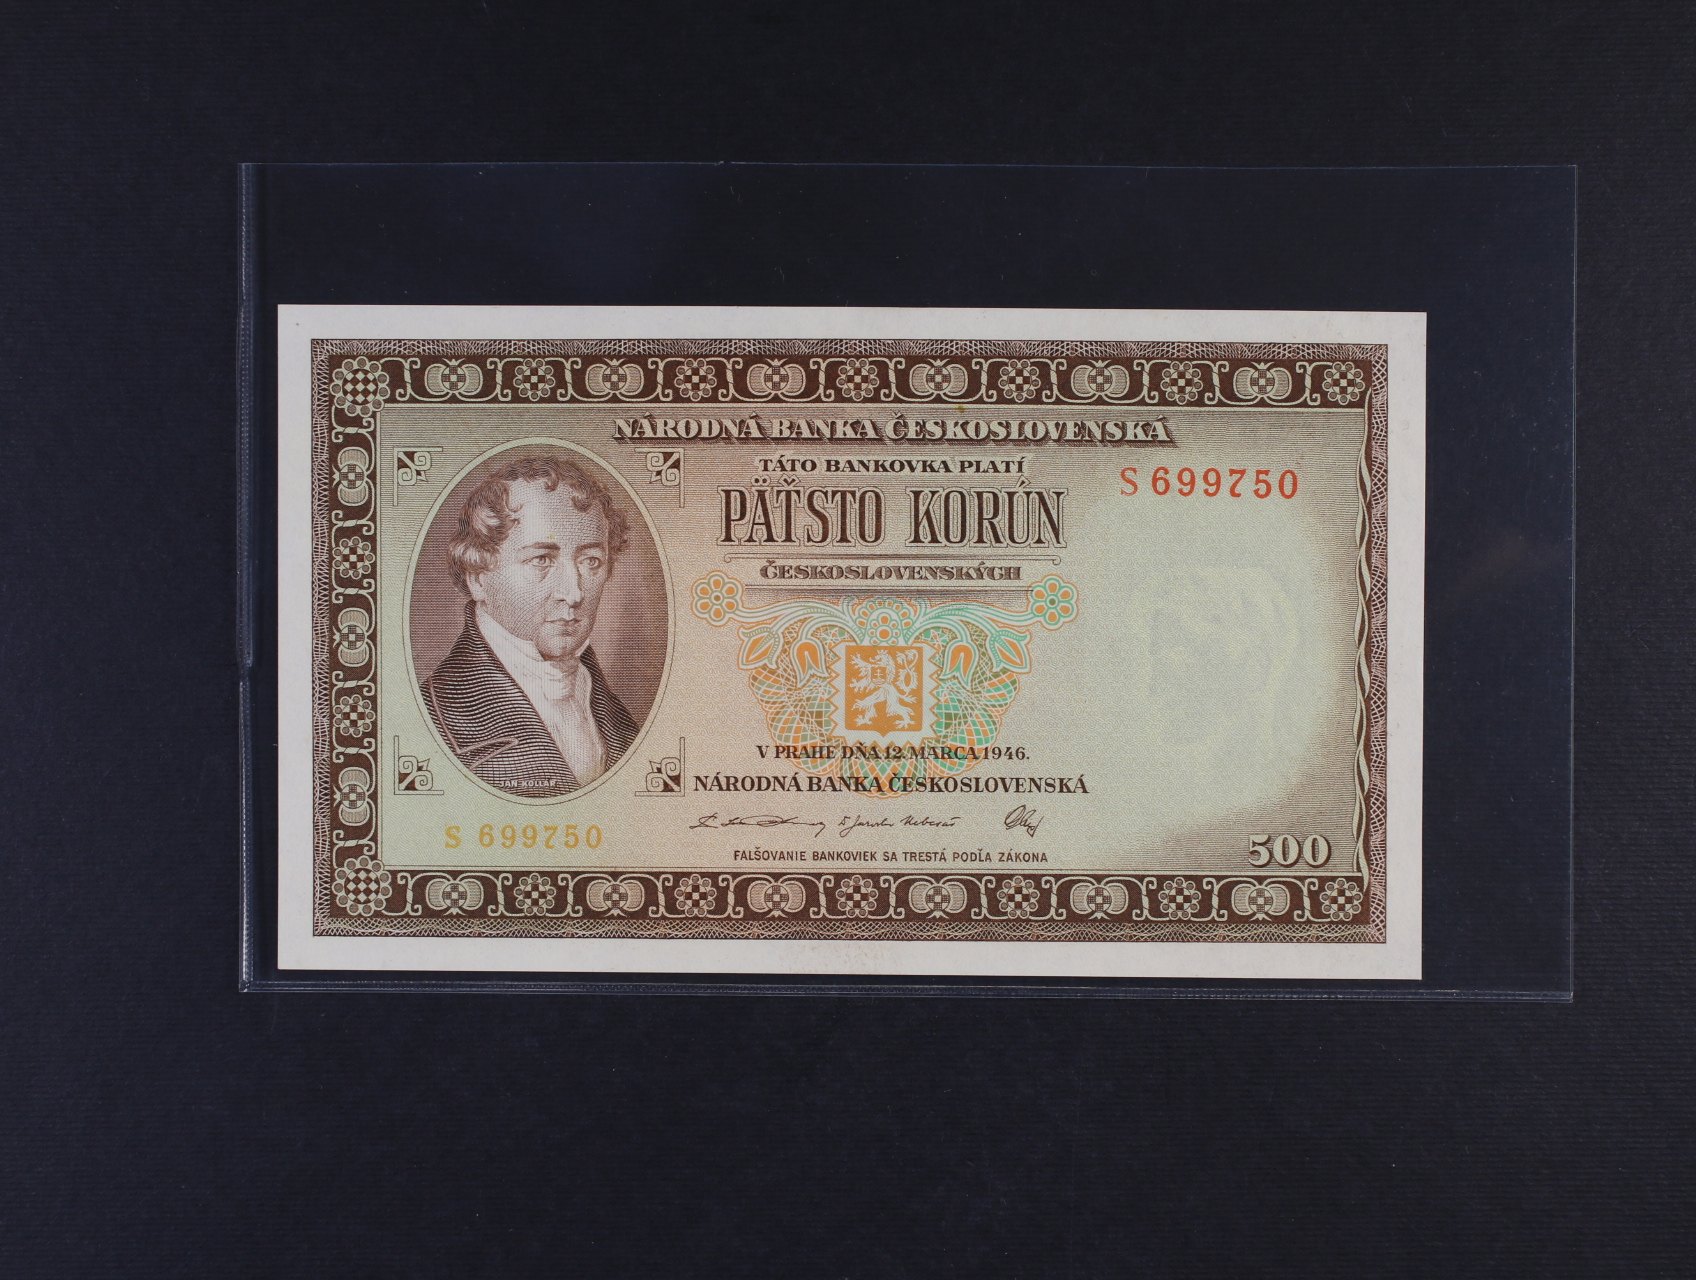 NÁRODNÁ BANKA ČESKOSLOVENSKÁ
TÁTO BANKOVKA PLATÍ
S 699750
PÄŤSTO KORÚN
ČESKOSLOVENSKÝCH
V PRAHE DŇA 12. MARCA 1946.
NÁRODNÁ BANKA ČESKOSLOVENSKÁ
JAN KOLLÁR
S 699750
FALŠOVANIE BANKOVIEK SA TRESTÁ PODĽA ZÁKONA
500